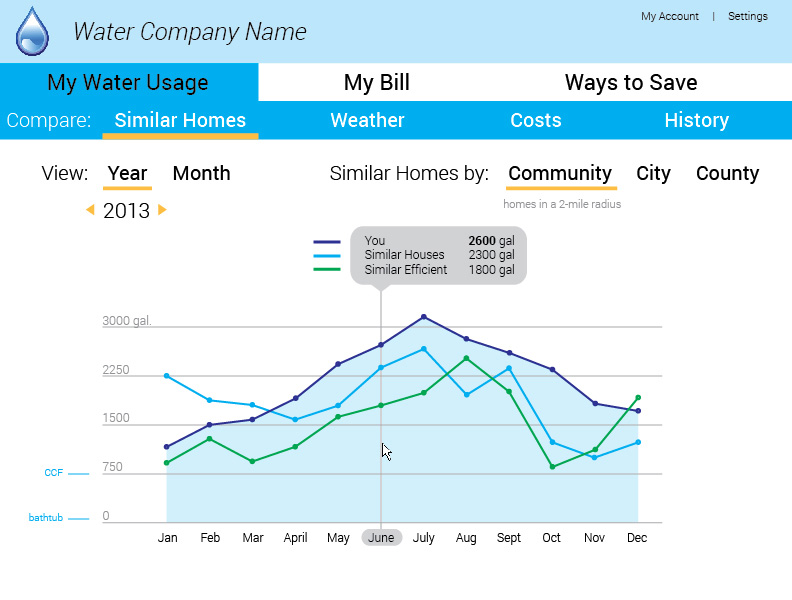 My Account | Settings
Water Company Name
My Water Usage My Bill Ways to Save
Compare: Similar Homes Weather Costs History
View: Year Month Similar Homes by: Community City County
2013 homes in a 2-mile radius
You 2600 gal
Similar Houses 2300 gal
Similar Efficient 1800 gal
3000 gal.
2250
1500
750
CCF
0
bathtub
Jan Feb Mar April May June July Aug Sept Oct Nov Dec